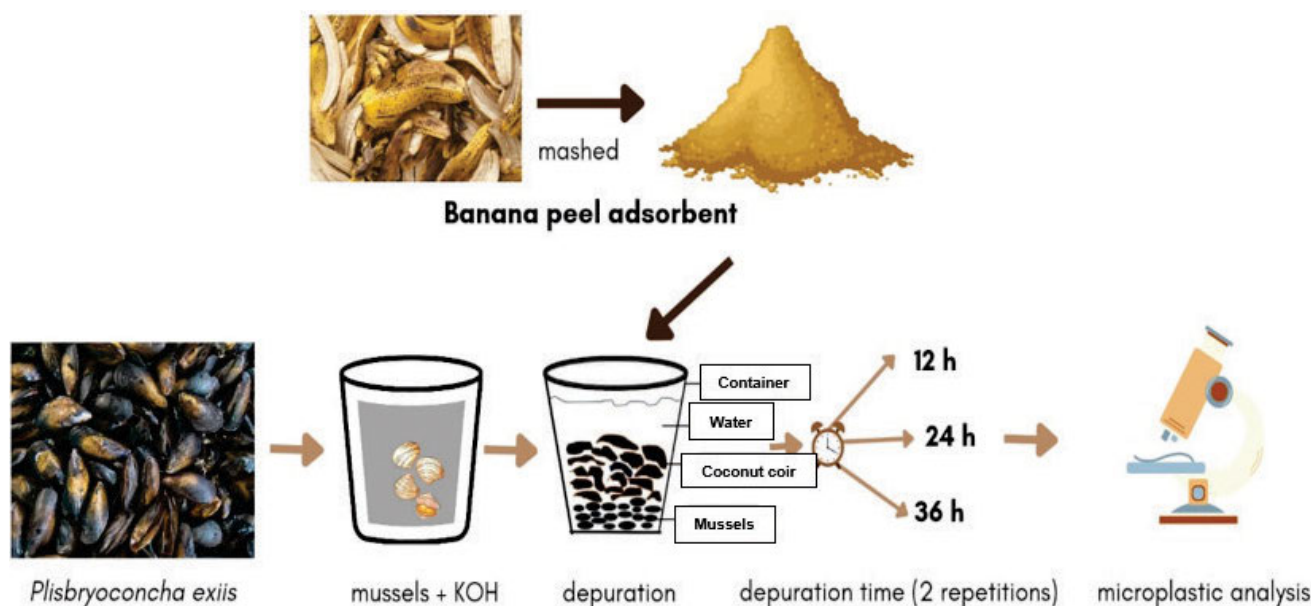 mashed
Banana peel adsorbent
Container
Water
Coconut coir
Mussels
12 h
24 h
36 h
Plisbryoconcha exiis
mussels + KOH
depuration
depuration time (2 repetitions)
microplastic analysis